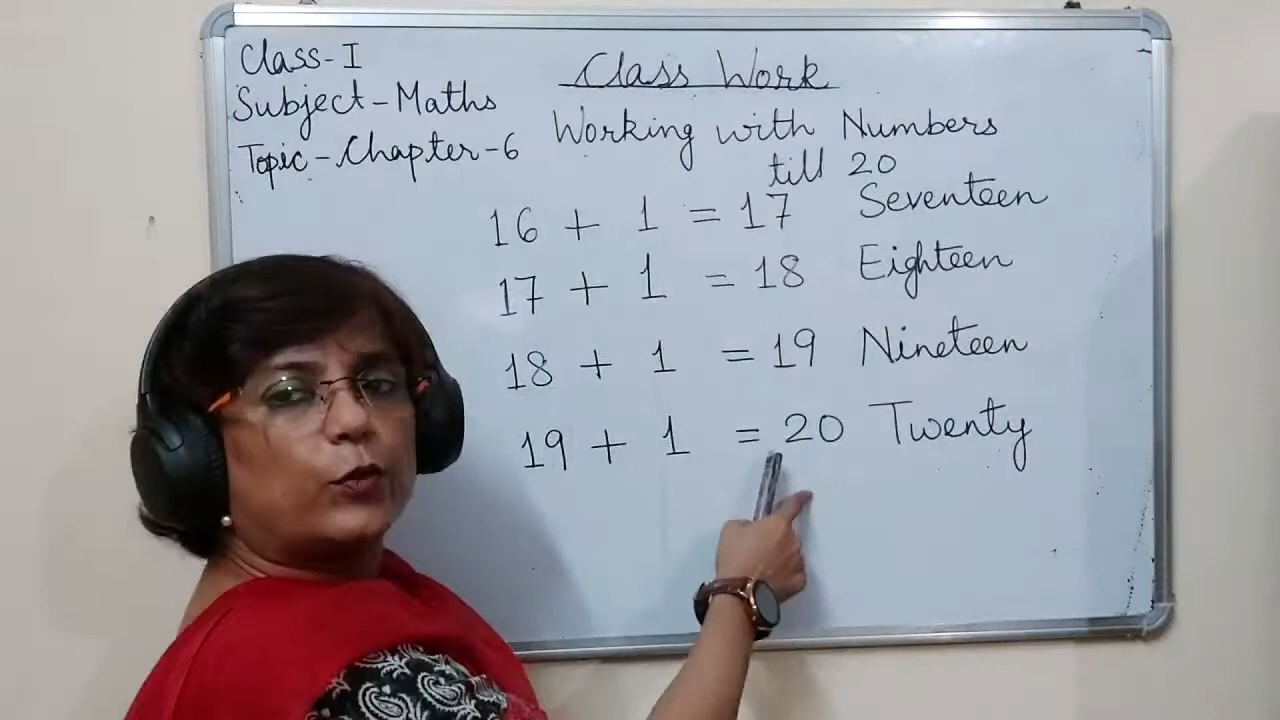 Class-I
Subject-Maths
Topic-Chapter-6
Class Work
Working with Numbers
till 20
16 + 1 = 17 Seventeen
17 + 1 = 18 Eighteen
18 + 1 = 19 Nineteen
19 + 1 = 20 Twenty